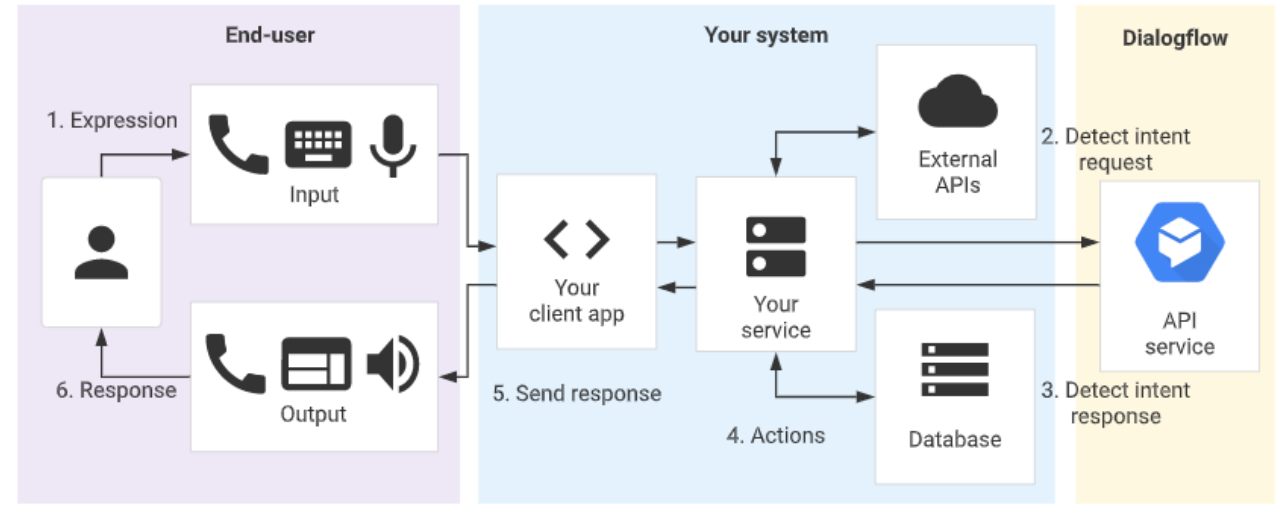 End-user
Your system
Dialogflow
1. Expression
Input
External
APIs
2. Detect intent
request
Your
client app
Your
service
API
service
6. Response
Output
5. Send response
4. Actions
Database
3. Detect intent
response